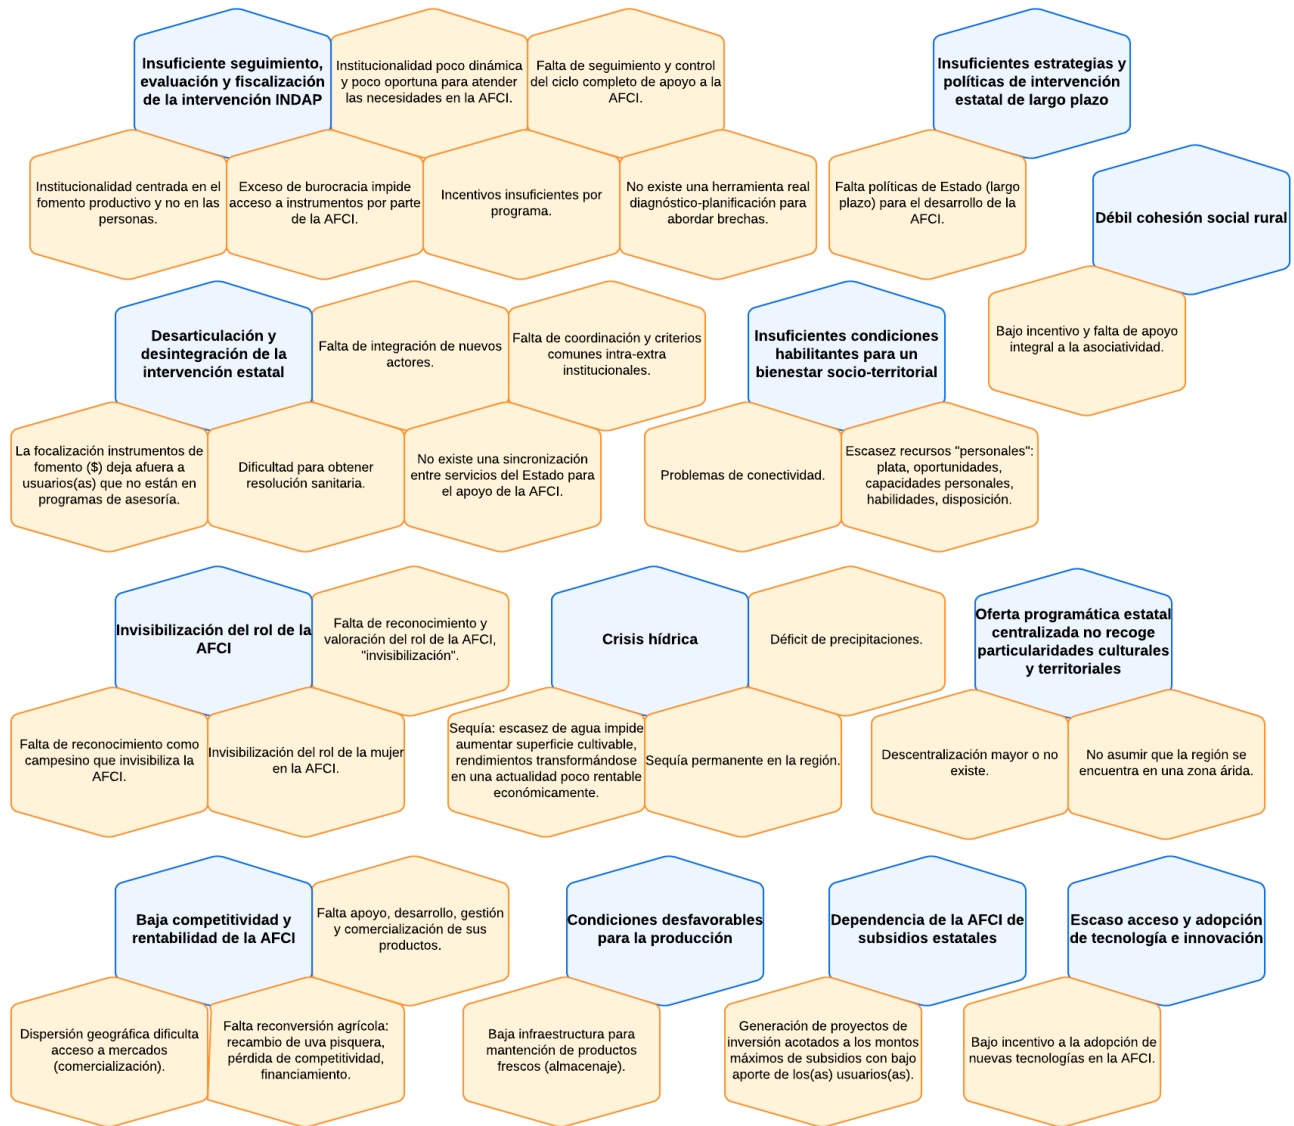 Insuficiente seguimiento,
evaluación y fiscalización
de la intervención INDAP
Institucionalidad poco dinámica
y poco oportuna para atender
las necesidades en la AFCI.
Falta de seguimiento y control
del ciclo completo de apoyo a la
AFCI.
Institucionalidad centrada en el
fomento productivo y no en las
personas.
Exceso de burocracia impide
acceso a instrumentos por parte
de la AFCI.
Incentivos insuficientes por
programa.
No existe una herramienta real
diagnóstico-planificación para
abordar brechas.
Insuficientes estrategias y
políticas de intervención
estatal de largo plazo
Falta políticas de Estado (largo
plazo) para el desarrollo de la
AFCI.
Débil cohesión social rural
Bajo incentivo y falta de apoyo
integral a la asociatividad.
Desarticulación y
desintegración de la
intervención estatal
Falta de integración de nuevos
actores.
Falta de coordinación y criterios
comunes intra-extra
institucionales.
La focalización instrumentos de
fomento ($) deja afuera a
usuarios(as) que no están en
programas de asesoría.
Dificultad para obtener
resolución sanitaria.
No existe una sincronización
entre servicios del Estado para
el apoyo de la AFCI.
Insuficientes condiciones
habilitantes para un
bienestar socio-territorial
Problemas de conectividad.
Escasez recursos "personales":
plata, oportunidades,
capacidades personales,
habilidades, disposición.
Invisibilización del rol de la
AFCI
Falta de reconocimiento y
valoración del rol de la AFCI,
"invisibilización".
Falta de reconocimiento como
campesino que invisibiliza la
AFCI.
Invisibilización del rol de la mujer
en la AFCI.
Crisis hídrica
Déficit de precipitaciones.
Sequía: escasez de agua impide
aumentar superficie cultivable,
rendimientos transformándose
en una actualidad poco rentable
económicamente.
Sequía permanente en la región.
Oferta programática estatal
centralizada no recoge
particularidades culturales
y territoriales
Descentralización mayor o no
existe.
No asumir que la región se
encuentra en una zona árida.
Baja competitividad y
rentabilidad de la AFCI
Falta apoyo, desarrollo, gestión
y comercialización de sus
productos.
Dispersión geográfica dificulta
acceso a mercados
(comercialización).
Falta reconversión agrícola:
recambio de uva pisquera,
pérdida de competitividad,
financiamiento.
Condiciones desfavorables
para la producción
Baja infraestructura para
mantención de productos
frescos (almacenaje).
Dependencia de la AFCI de
subsidios estatales
Generación de proyectos de
inversión acotados a los montos
máximos de subsidios con bajo
aporte de los(as) usuarios(as).
Escaso acceso y adopción
de tecnología e innovación
Bajo incentivo a la adopción de
nuevas tecnologías en la AFCI.